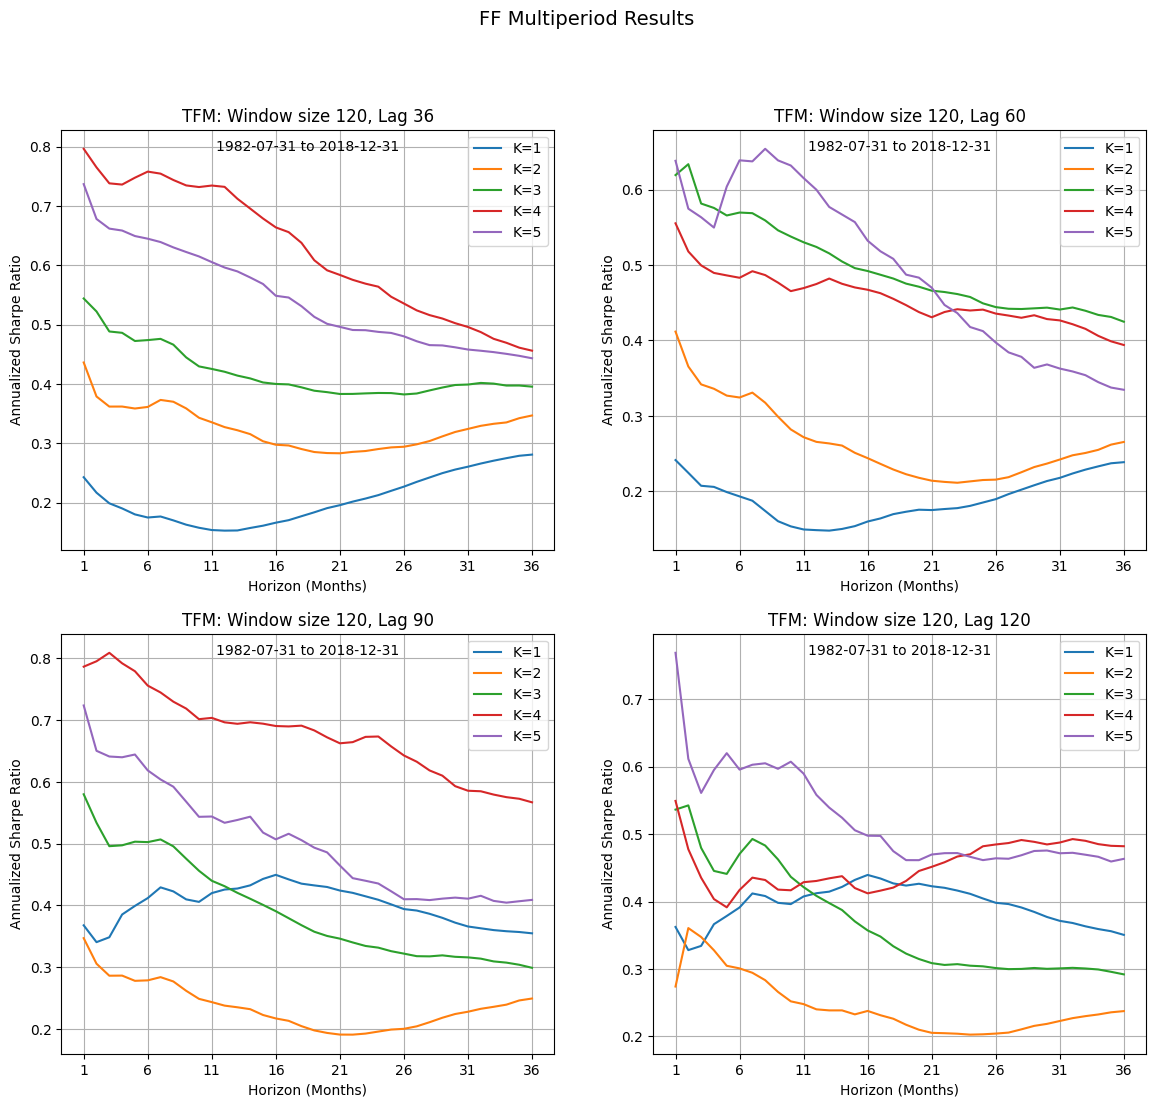 FF Multiperiod Results
TFM: Window size 120, Lag 36
1982-07-31 to 2018-12-31
K=1
K=2
K=3
K=4
K=5
0.8
0.7
0.6
0.5
0.4
0.3
0.2
Annualized Sharpe Ratio
1 6 11 16 21 26 31 36
Horizon (Months)
TFM: Window size 120, Lag 60
1982-07-31 to 2018-12-31
K=1
K=2
K=3
K=4
K=5
0.6
0.5
0.4
0.3
0.2
Annualized Sharpe Ratio
1 6 11 16 21 26 31 36
Horizon (Months)
TFM: Window size 120, Lag 90
1982-07-31 to 2018-12-31
K=1
K=2
K=3
K=4
K=5
0.8
0.7
0.6
0.5
0.4
0.3
0.2
Annualized Sharpe Ratio
1 6 11 16 21 26 31 36
Horizon (Months)
TFM: Window size 120, Lag 120
1982-07-31 to 2018-12-31
K=1
K=2
K=3
K=4
K=5
0.7
0.6
0.5
0.4
0.3
0.2
Annualized Sharpe Ratio
1 6 11 16 21 26 31 36
Horizon (Months)